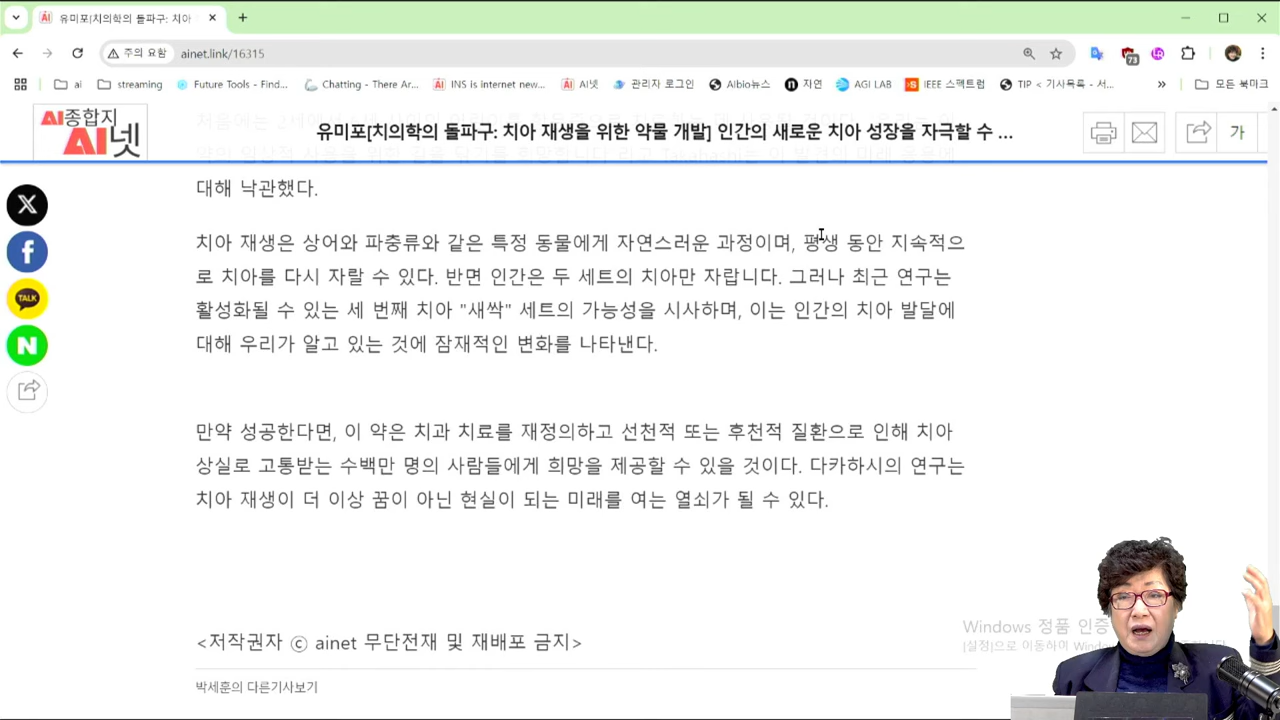 유미포[치의학의 돌파구: 치아
주의 요함
ainet.link/16315
73
ai
streaming
Future Tools - Find...
Chatting - There Ar...
INS is internet new...
AI넷
관리자 로그인
AIbio뉴스
자연
AGI LAB
IEEE 스펙트럼
TIP < 기사목록 - 서...
모든 북마크
AI종합지
AI넷
유미포[치의학의 돌파구: 치아 재생을 위한 약물 개발] 인간의 새로운 치아 성장을 자극할 수 ...
가
대해 낙관했다.
치아 재생은 상어와 파충류와 같은 특정 동물에게 자연스러운 과정이며, 평생 동안 지속적으
로 치아를 다시 자랄 수 있다. 반면 인간은 두 세트의 치아만 자랍니다. 그러나 최근 연구는
활성화될 수 있는 세 번째 치아 "새싹" 세트의 가능성을 시사하며, 이는 인간의 치아 발달에
대해 우리가 알고 있는 것에 잠재적인 변화를 나타낸다.
TALK
N
만약 성공한다면, 이 약은 치과 치료를 재정의하고 선천적 또는 후천적 질환으로 인해 치아
상실로 고통받는 수백만 명의 사람들에게 희망을 제공할 수 있을 것이다. 다카하시의 연구는
치아 재생이 더 이상 꿈이 아닌 현실이 되는 미래를 여는 열쇠가 될 수 있다.
<저작권자 ⓒ ainet 무단전재 및 재배포 금지>
박세훈의 다른기사보기
Windows 정품 인증
[설정]으로 이동하여